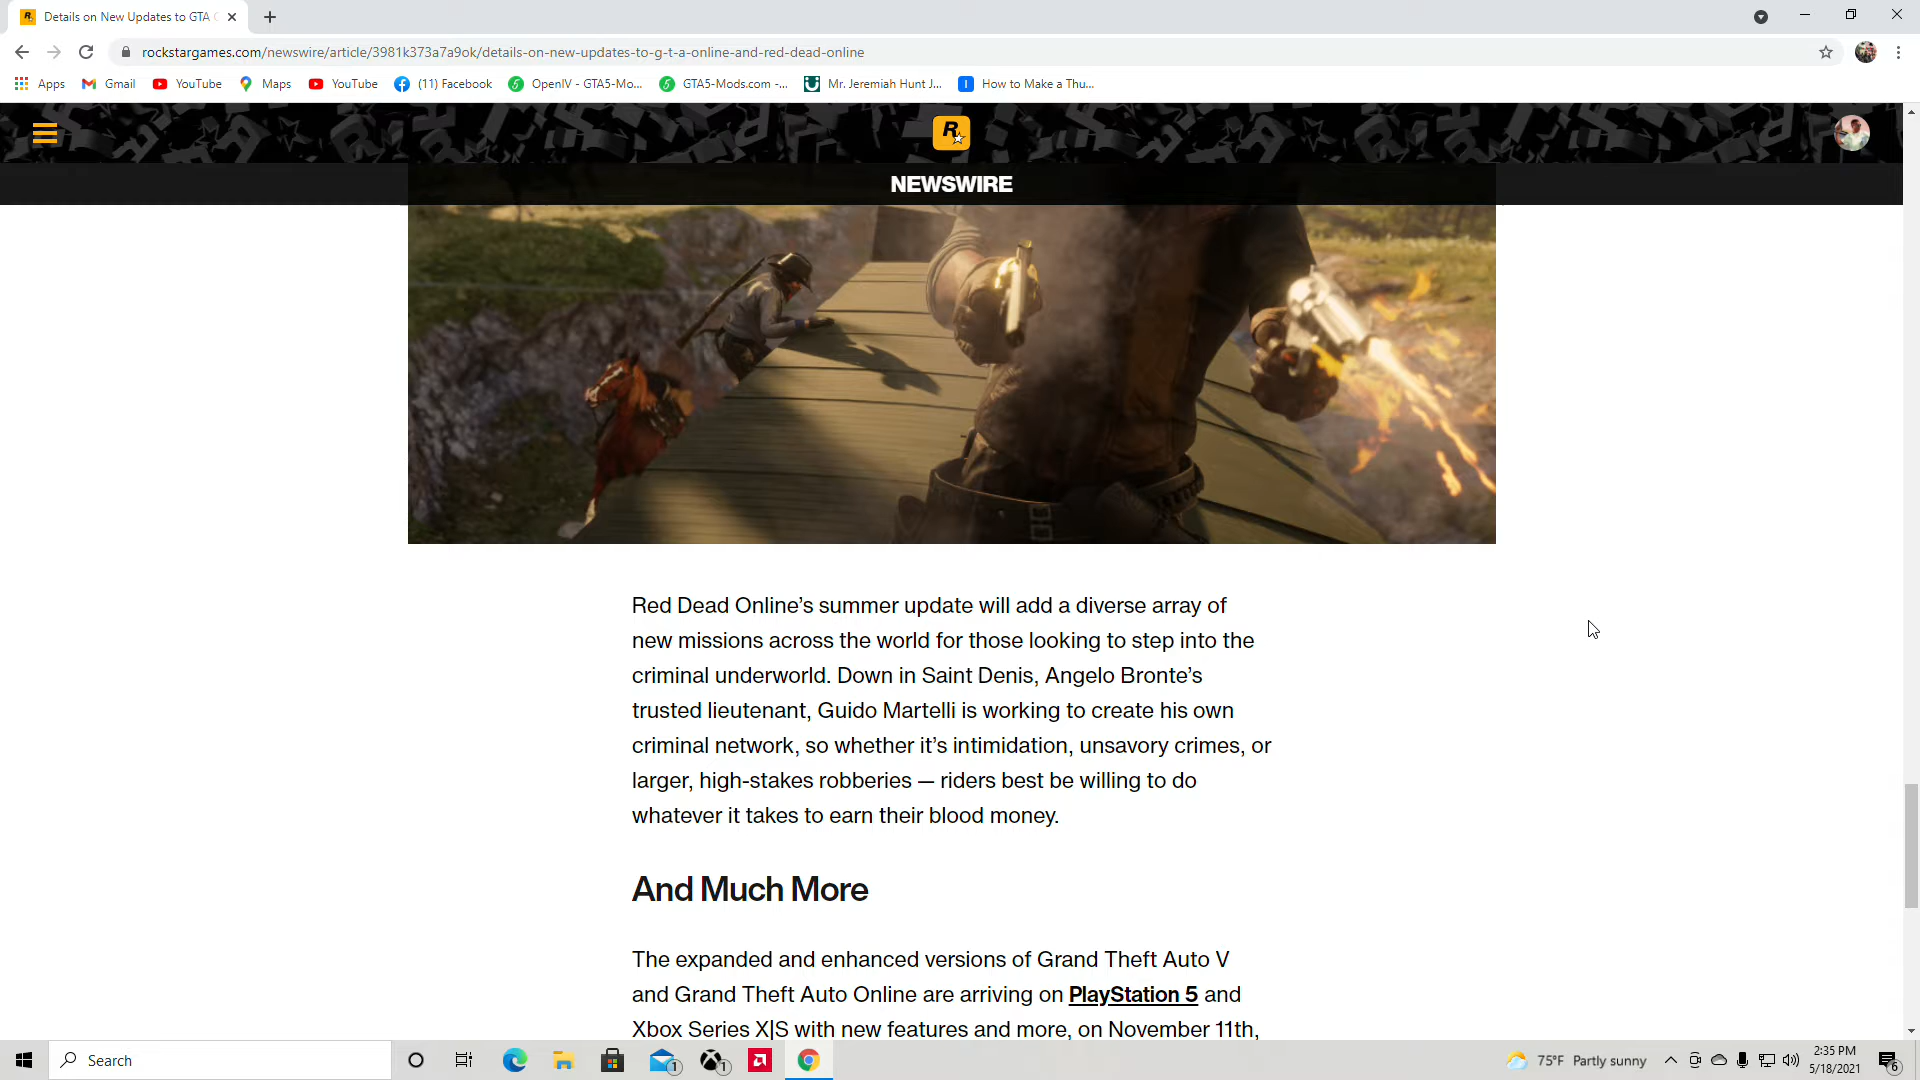 Details on New Updates to GTA
rockstargames.com/newswire/article/3981k373a7a9ok/details-on-new-updates-to-g-t-a-online-and-red-dead-online
Apps
Gmail
YouTube
Maps
YouTube
(11) Facebook
OpenIV - GTA5-Mo...
GTA5-Mods.com -...
Mr. Jeremiah Hunt J...
How to Make a Thu...
NEWSWIRE
Red Dead Online’s summer update will add a diverse array of
new missions across the world for those looking to step into the
criminal underworld. Down in Saint Denis, Angelo Bronte’s
trusted lieutenant, Guido Martelli is working to create his own
criminal network, so whether it’s intimidation, unsavory crimes, or
larger, high-stakes robberies — riders best be willing to do
whatever it takes to earn their blood money.
And Much More
The expanded and enhanced versions of Grand Theft Auto V
and Grand Theft Auto Online are arriving on PlayStation 5 and
Xbox Series X|S with new features and more, on November 11th,
Search
1
1
75°F Partly sunny
2:35 PM
5/18/2021
6